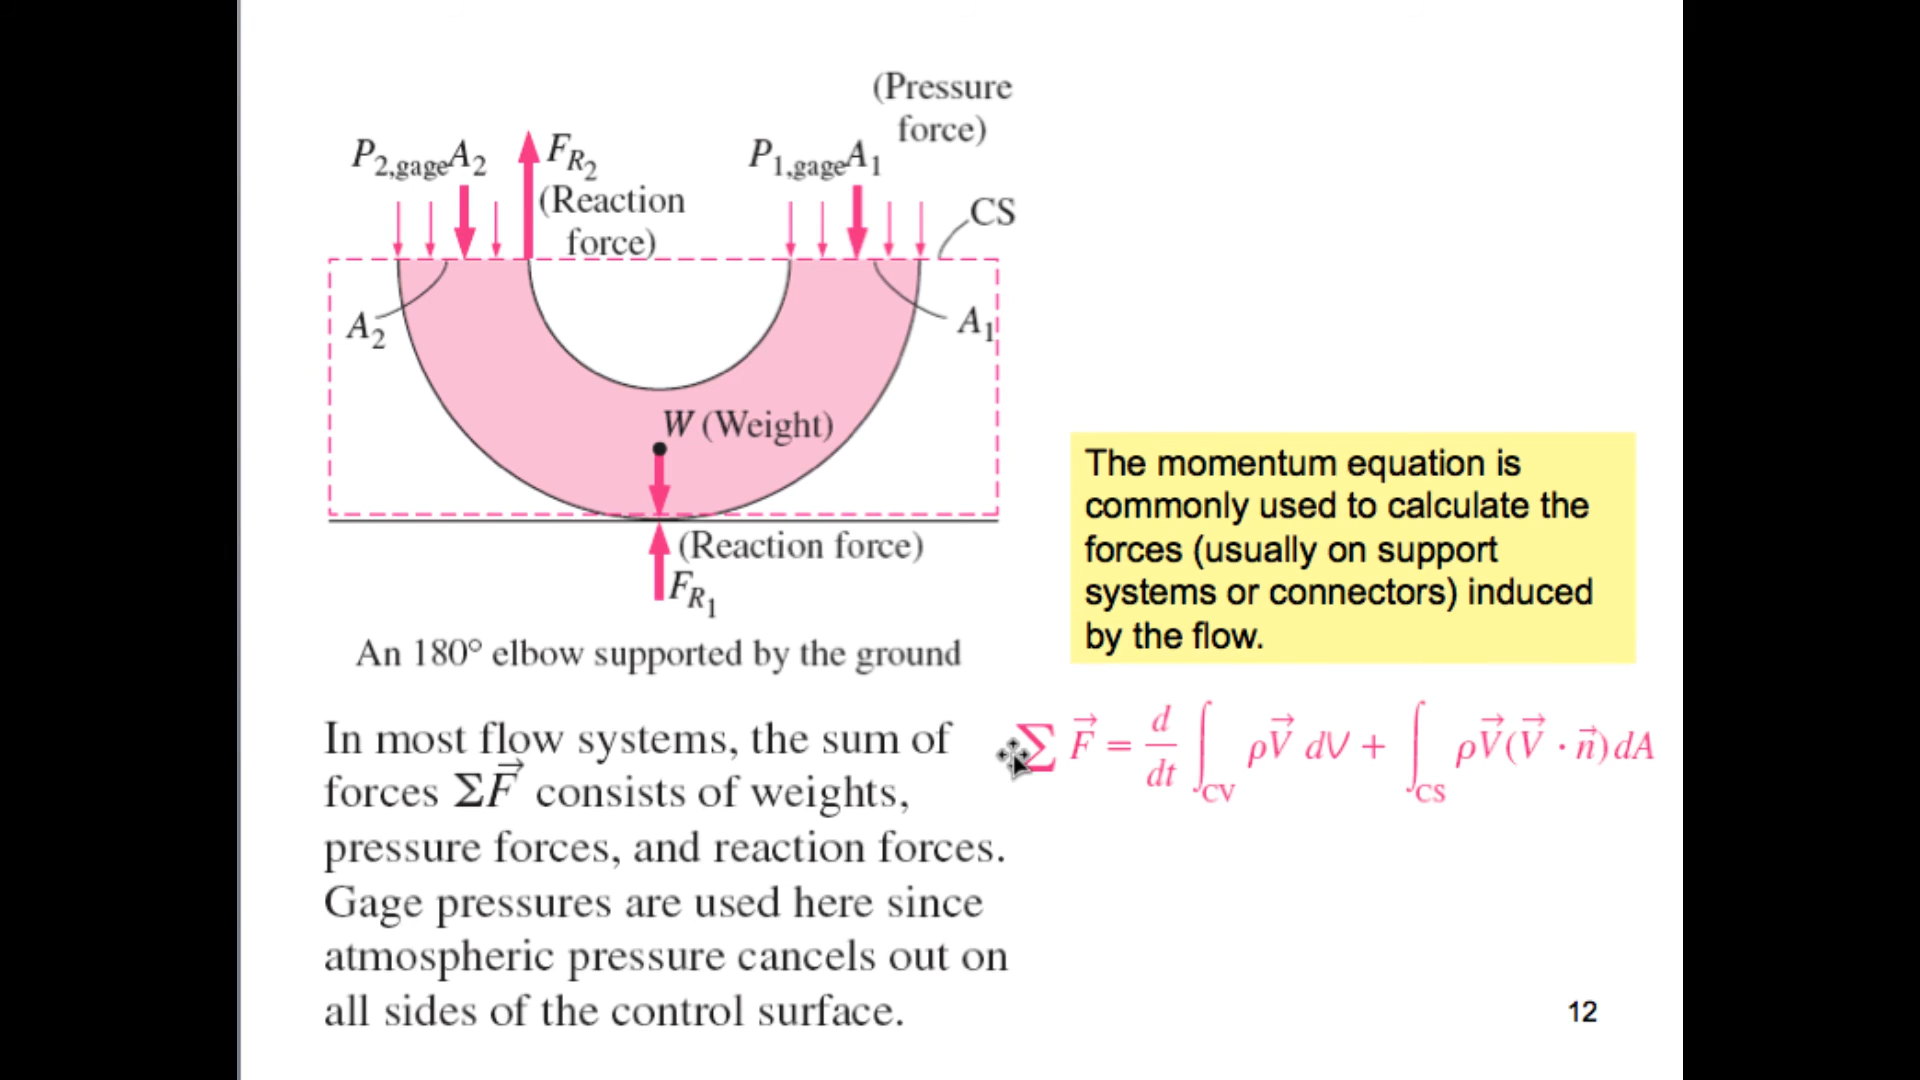 (Pressure
force)
P2,gageA2
FR2
(Reaction
force)
P1,gageA1
CS
A2
A1
W (Weight)
(Reaction force)
FR1
An 180° elbow supported by the ground
The momentum equation is
commonly used to calculate the
forces (usually on support
systems or connectors) induced
by the flow.
In most flow systems, the sum of
forces ΣF⃗ consists of weights,
pressure forces, and reaction forces.
Gage pressures are used here since
atmospheric pressure cancels out on
all sides of the control surface.
∑ F⃗ = d/dt ∫CV ρV⃗ dV + ∫CS ρV⃗(V⃗ · n⃗) dA
12